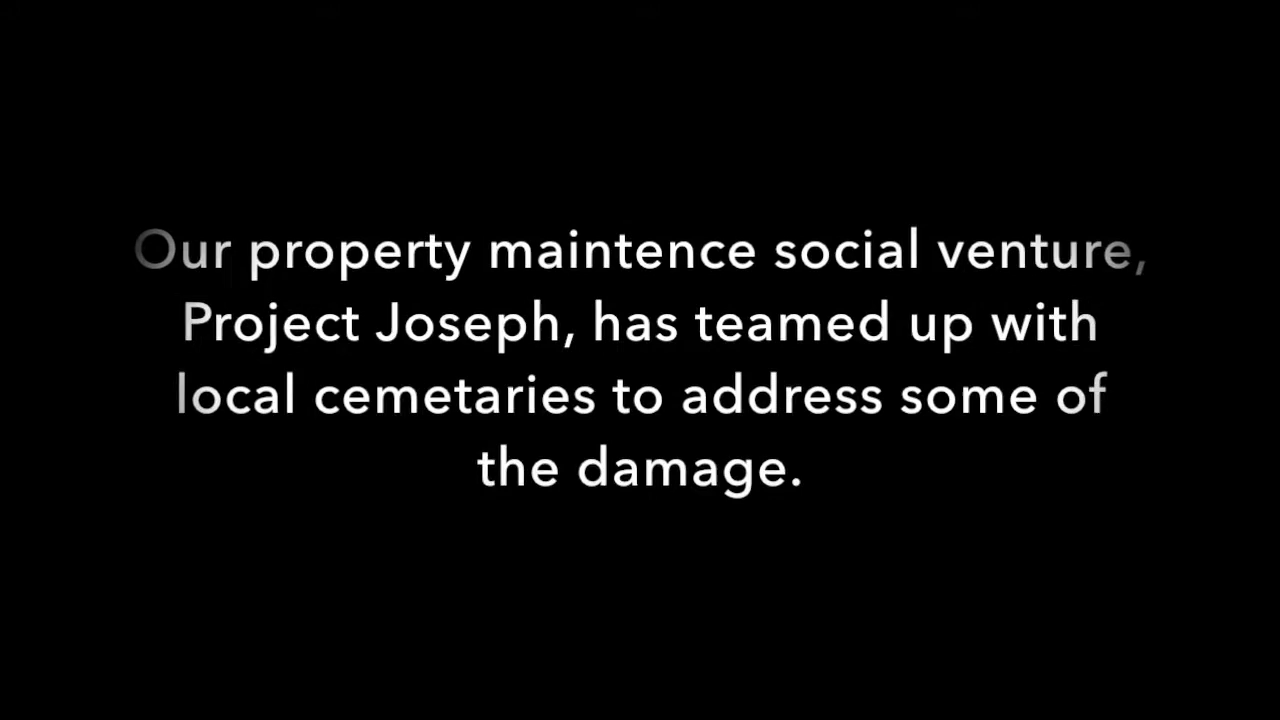 Our property maintence social venture,
Project Joseph, has teamed up with
local cemetaries to address some of
the damage.